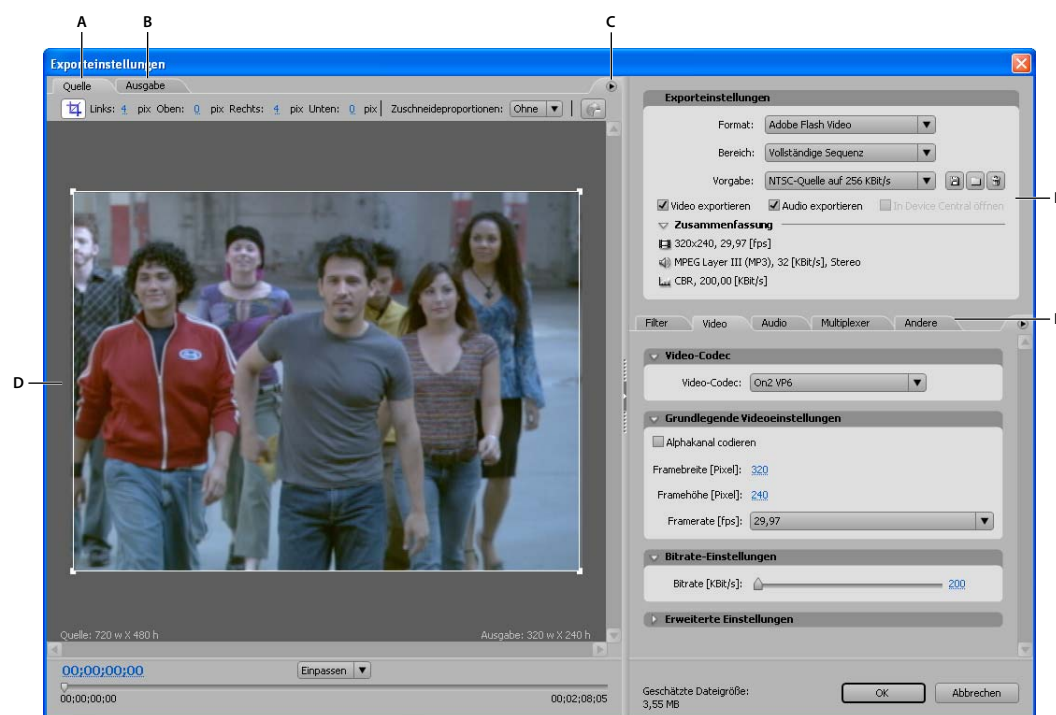 A
B
C
Exporteinstellungen
Quelle
Ausgabe
Links: 4 pix Oben: 0 pix Rechts: 4 pix Unten: 0 pix
Zuschneideproportionen: Ohne
Exporteinstellungen
Format: Adobe Flash Video
Bereich: Vollständige Sequenz
Vorgabe: NTSC-Quelle auf 256 KBit/s
Video exportieren
Audio exportieren
In Device Central öffnen
Zusammenfassung
320x240, 29,97 [fps]
MPEG Layer III (MP3), 32 [KBit/s], Stereo
CBR, 200,00 [KBit/s]
Filter
Video
Audio
Multiplexer
Andere
D
Video-Codec
Video-Codec: On2 VP6
Grundlegende Videoeinstellungen
Alphakanal codieren
Framebreite [Pixel]: 320
Framehöhe [Pixel]: 240
Framerate [fps]: 29,97
Bitrate-Einstellungen
Bitrate [KBit/s]: 200
Erweiterte Einstellungen
Quelle: 720 w X 480 h
Ausgabe: 320 w X 240 h
00;00;00;00
Einpassen
00;00;00;00
00;02;08;05
Geschätzte Dateigröße:
3,55 MB
OK
Abbrechen